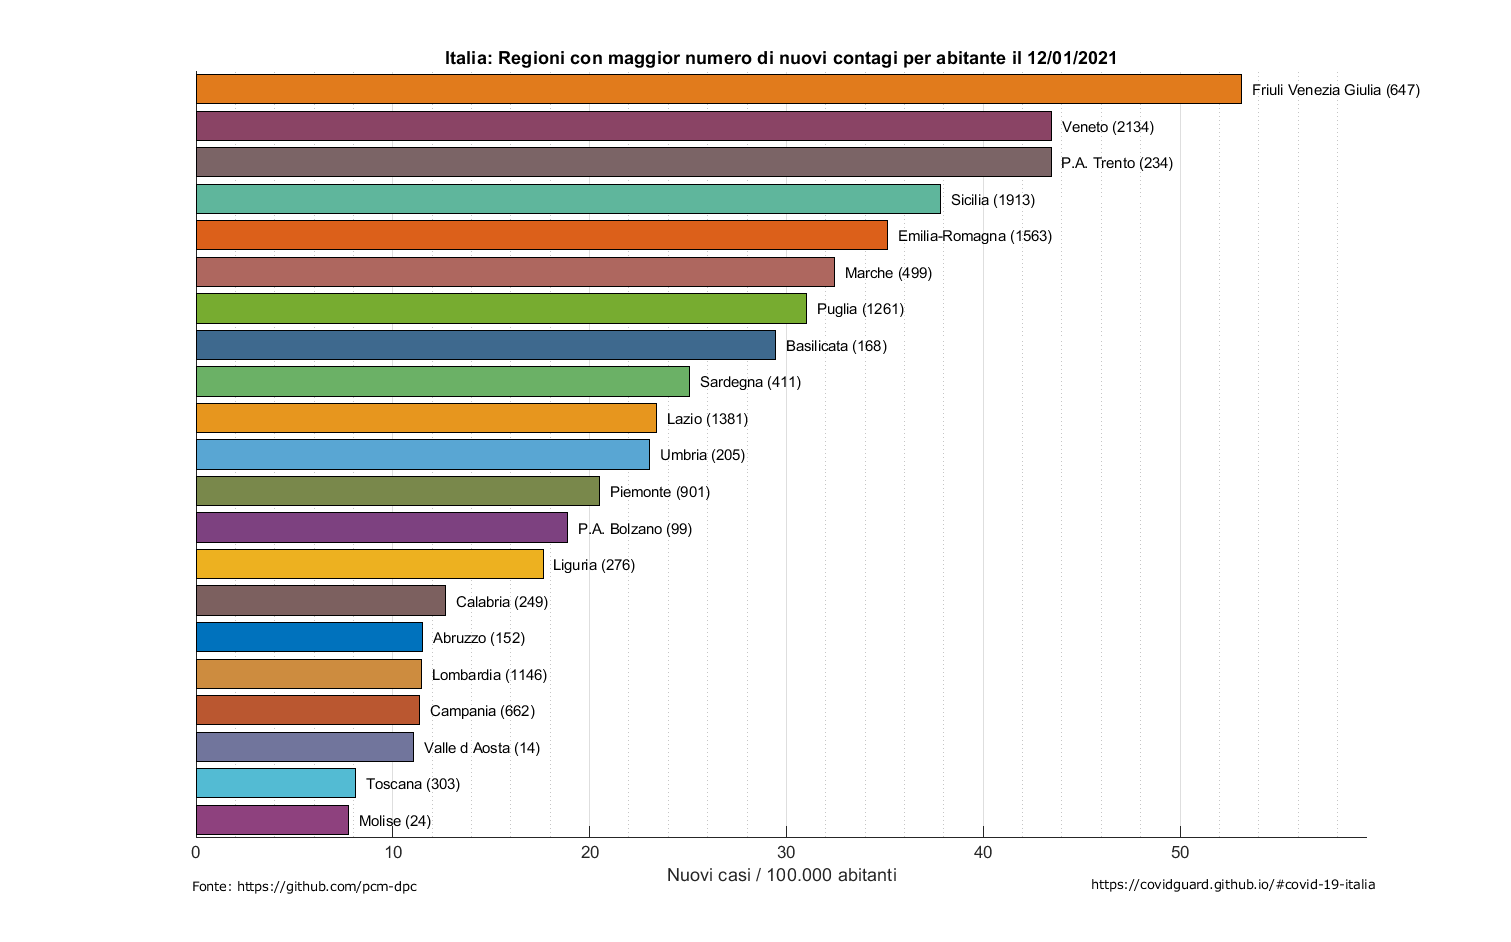 Italia: Regioni con maggior numero di nuovi contagi per abitante il 12/01/2021
Friuli Venezia Giulia (647)
Veneto (2134)
P.A. Trento (234)
Sicilia (1913)
Emilia-Romagna (1563)
Marche (499)
Puglia (1261)
Basilicata (168)
Sardegna (411)
Lazio (1381)
Umbria (205)
Piemonte (901)
P.A. Bolzano (99)
Liguria (276)
Calabria (249)
Abruzzo (152)
Lombardia (1146)
Campania (662)
Valle d Aosta (14)
Toscana (303)
Molise (24)
0 10 20 30 40 50
Nuovi casi / 100.000 abitanti
Fonte: https://github.com/pcm-dpc
https://covidguard.github.io/#covid-19-italia